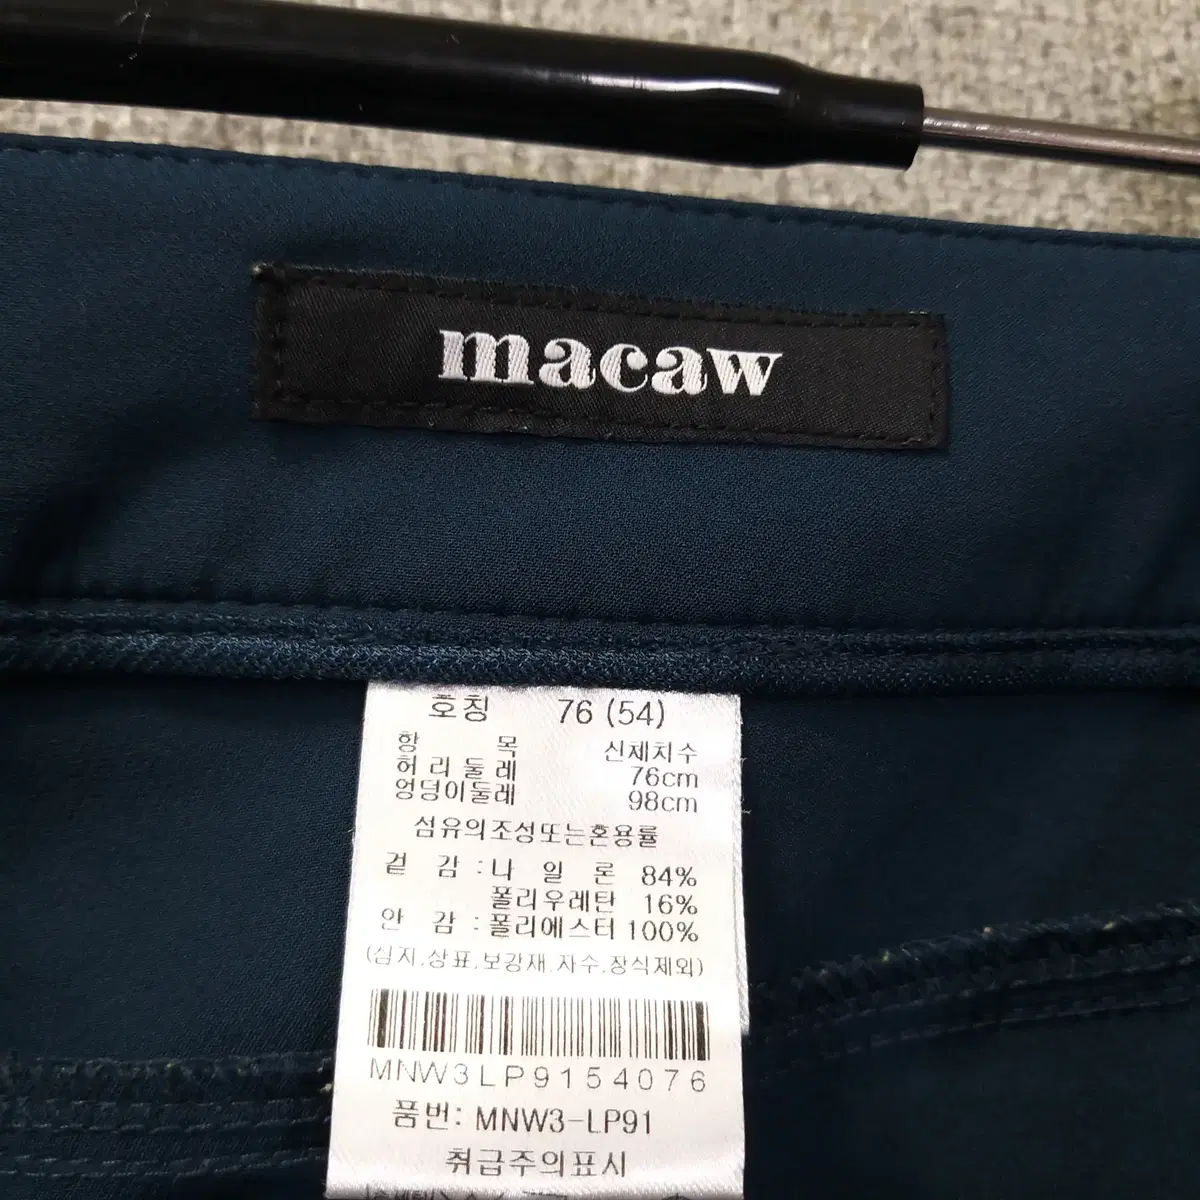 macaw
호칭 76 (54)
항 목 신체치수
허리둘레 76cm
엉덩이둘레 98cm
섬유의조성또는혼용률
겉 감 : 나 일 론 84%
폴리우레탄 16%
안 감 : 폴리에스터 100%
(심지.상표.보강재.자수.장식제외)
MNW3LP9154076
품번: MNW3-LP91
취급주의표시